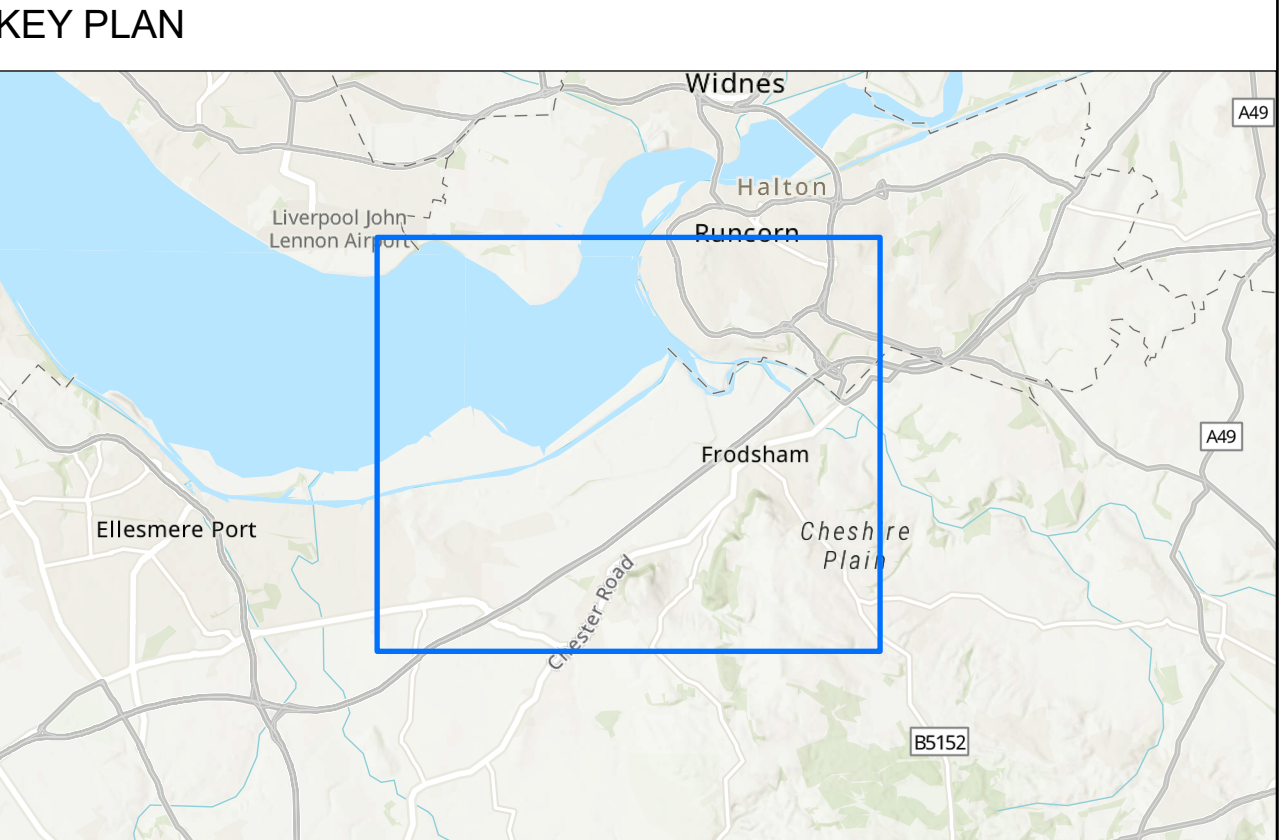 KEY PLAN
Widnes
A49
Halton
Liverpool John
Lennon Airport
Runcorn
A49
Frodsham
Ellesmere Port
Cheshire
Plain
Chester Road
B5152